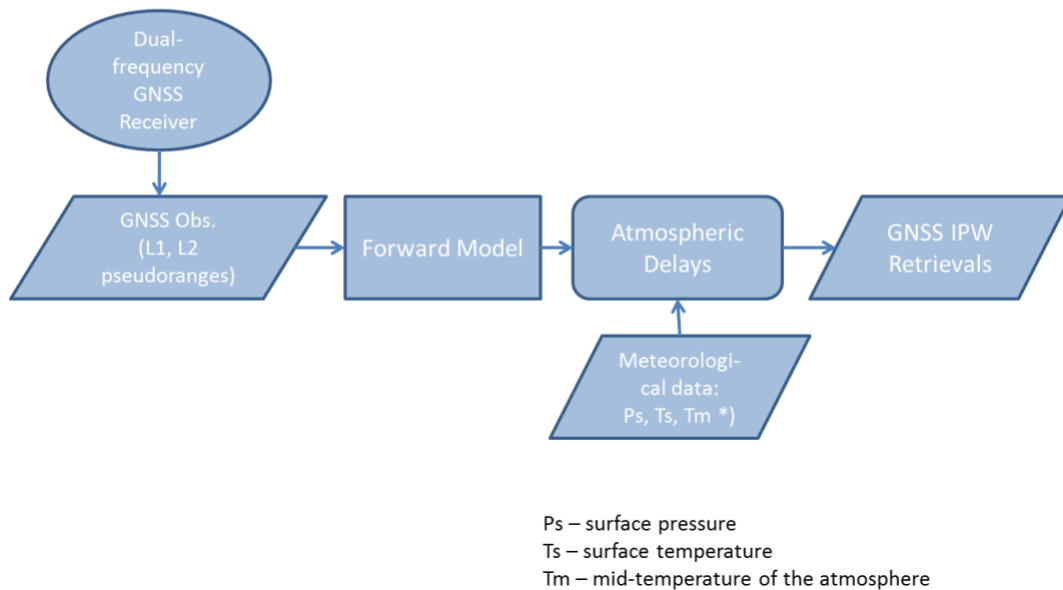 Dual-
frequency
GNSS
Receiver
GNSS Obs.
(L1, L2
pseudoranges)
Forward Model
Atmospheric
Delays
GNSS IPW
Retrievals
Meteorologi-
cal data:
Ps, Ts, Tm *)
Ps – surface pressure
Ts – surface temperature
Tm – mid-temperature of the atmosphere